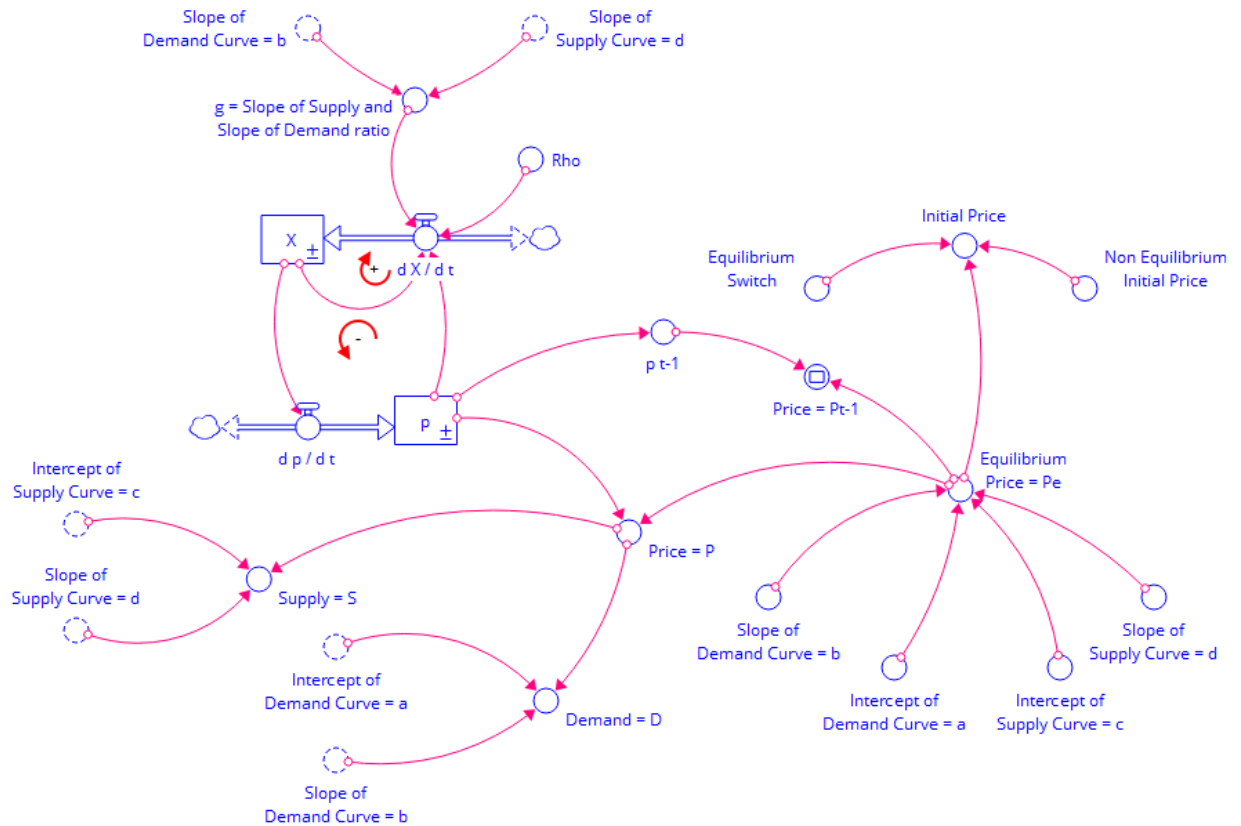 Slope of
Demand Curve = b
Slope of
Supply Curve = d
g = Slope of Supply and
Slope of Demand ratio
Rho
X
±
+
d X / d t
-
Initial Price
Equilibrium
Switch
Non Equilibrium
Initial Price
p t-1
Price = Pt-1
p
±
d p / d t
Equilibrium
Price = Pe
Intercept of
Supply Curve = c
Price = P
Slope of
Supply Curve = d
Supply = S
Intercept of
Demand Curve = a
Demand = D
Slope of
Demand Curve = b
Slope of
Demand Curve = b
Intercept of
Demand Curve = a
Intercept of
Supply Curve = c
Slope of
Supply Curve = d